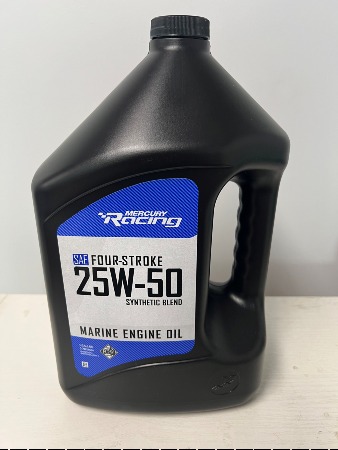 MERCURY
Racing
SAE FOUR-STROKE
25W-50
SYNTHETIC BLEND
MARINE ENGINE OIL